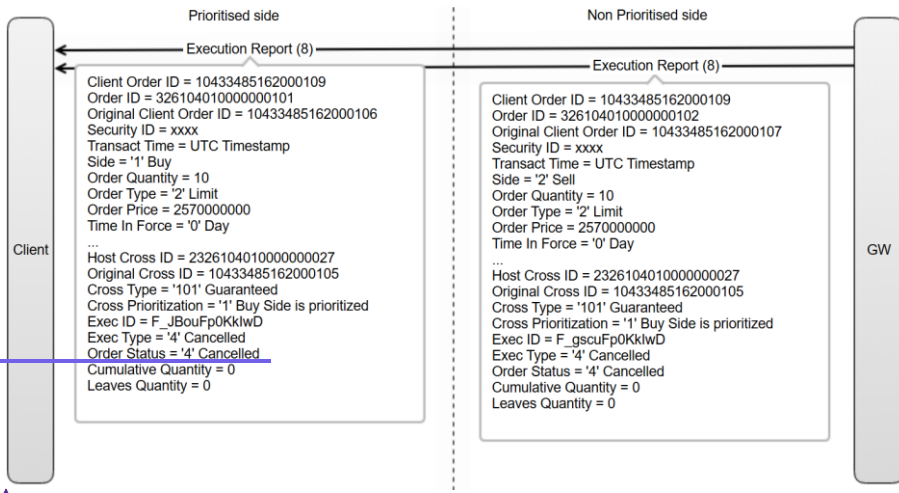 Prioritised side
Non Prioritised side
Execution Report (8)
Execution Report (8)
Client
Client Order ID = 10433485162000109
Order ID = 326104010000000101
Original Client Order ID = 10433485162000106
Security ID = xxxx
Transact Time = UTC Timestamp
Side = '1' Buy
Order Quantity = 10
Order Type = '2' Limit
Order Price = 2570000000
Time In Force = '0' Day
...
Host Cross ID = 2326104010000000027
Original Cross ID = 10433485162000105
Cross Type = '101' Guaranteed
Cross Prioritization = '1' Buy Side is prioritized
Exec ID = F_JBouFp0KkIwD
Exec Type = '4' Cancelled
Order Status = '4' Cancelled
Cumulative Quantity = 0
Leaves Quantity = 0
Client Order ID = 10433485162000109
Order ID = 326104010000000102
Original Client Order ID = 10433485162000107
Security ID = xxxx
Transact Time = UTC Timestamp
Side = '2' Sell
Order Quantity = 10
Order Type = '2' Limit
Order Price = 2570000000
Time In Force = '0' Day
...
Host Cross ID = 2326104010000000027
Original Cross ID = 10433485162000105
Cross Type = '101' Guaranteed
Cross Prioritization = '1' Buy Side is prioritized
Exec ID = F_gscuFp0KkIwD
Exec Type = '4' Cancelled
Order Status = '4' Cancelled
Cumulative Quantity = 0
Leaves Quantity = 0
GW